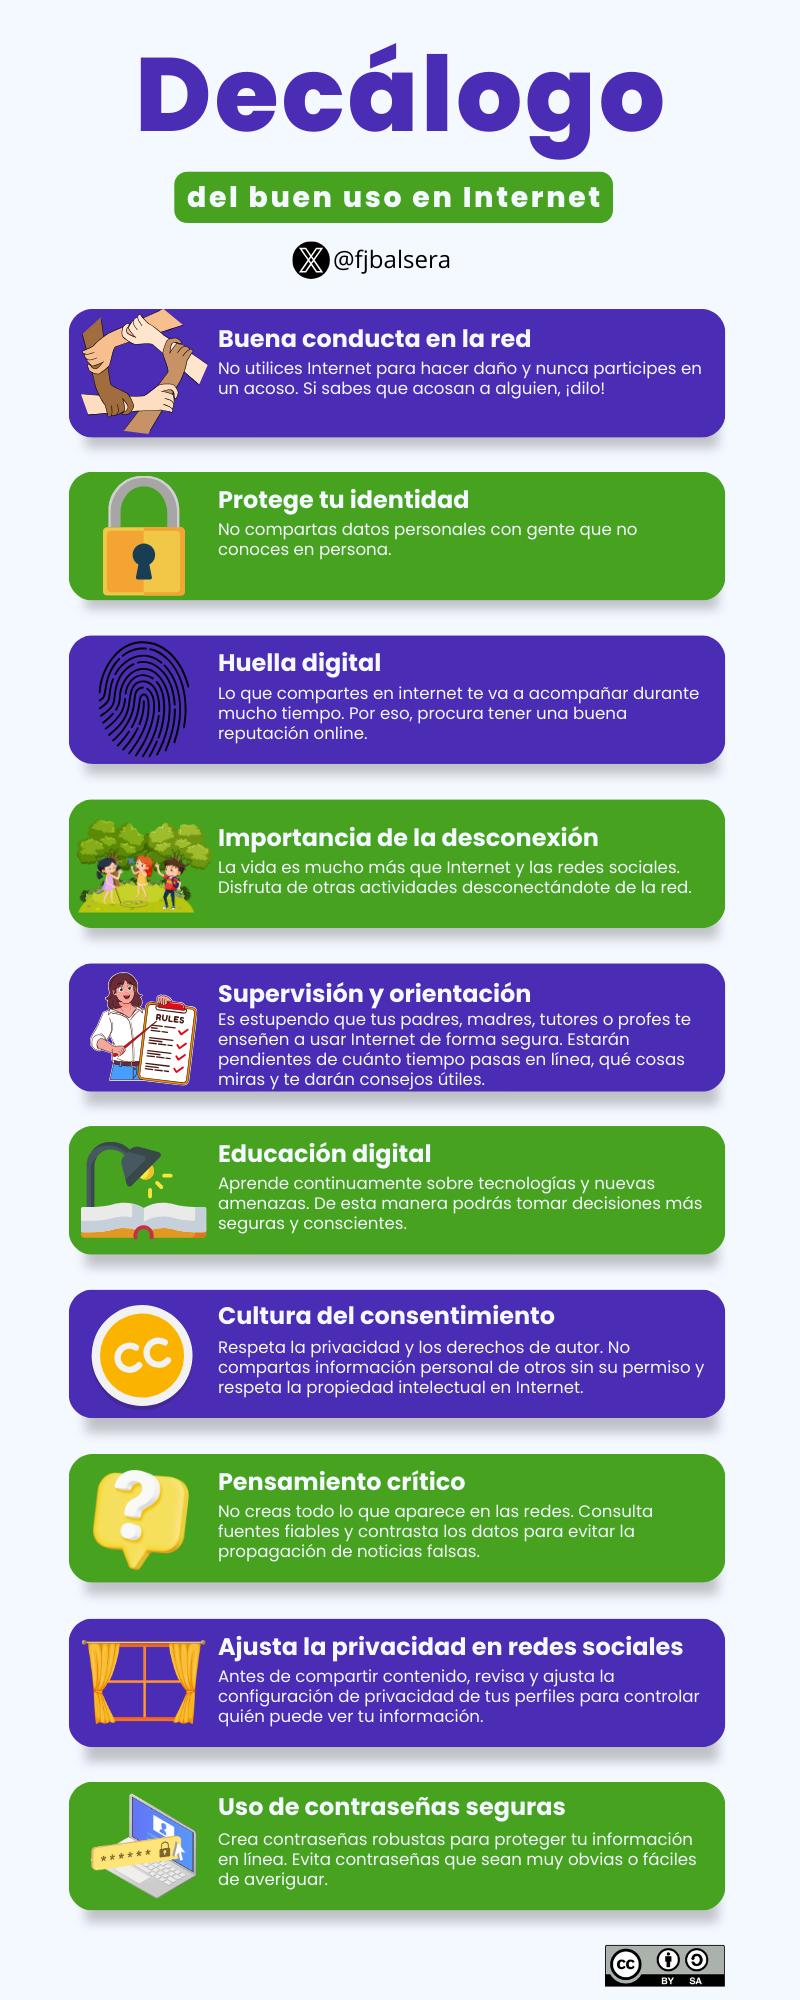 Decálogo
del buen uso en Internet
@fjbalsera
Buena conducta en la red
No utilices Internet para hacer daño y nunca participes en
un acoso. Si sabes que acosan a alguien, ¡dilo!
Protege tu identidad
No compartas datos personales con gente que no
conoces en persona.
Huella digital
Lo que compartes en internet te va a acompañar durante
mucho tiempo. Por eso, procura tener una buena
reputación online.
Importancia de la desconexión
La vida es mucho más que Internet y las redes sociales.
Disfruta de otras actividades desconectándote de la red.
RULES
Supervisión y orientación
Es estupendo que tus padres, madres, tutores o profes te
enseñen a usar Internet de forma segura. Estarán
pendientes de cuánto tiempo pasas en línea, qué cosas
miras y te darán consejos útiles.
Educación digital
Aprende continuamente sobre tecnologías y nuevas
amenazas. De esta manera podrás tomar decisiones más
seguras y conscientes.
CC
Cultura del consentimiento
Respeta la privacidad y los derechos de autor. No
compartas información personal de otros sin su permiso y
respeta la propiedad intelectual en Internet.
?
Pensamiento crítico
No creas todo lo que aparece en las redes. Consulta
fuentes fiables y contrasta los datos para evitar la
propagación de noticias falsas.
Ajusta la privacidad en redes sociales
Antes de compartir contenido, revisa y ajusta la
configuración de privacidad de tus perfiles para controlar
quién puede ver tu información.
******
Uso de contraseñas seguras
Crea contraseñas robustas para proteger tu información
en línea. Evita contraseñas que sean muy obvias o fáciles
de averiguar.
cc
BY SA